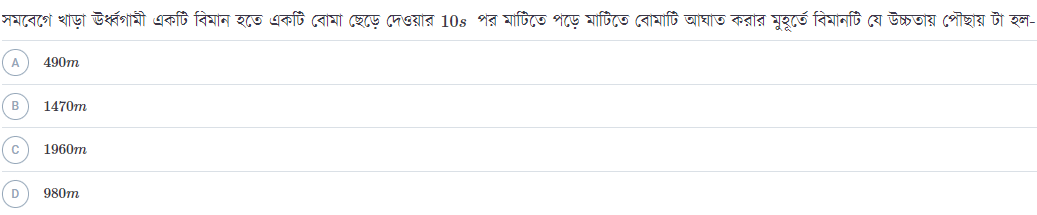 সমবেগে খাড়া ঊর্ধ্বগামী একটি বিমান হতে একটি বোমা ছেড়ে দেওয়ার 10s পর মাটিতে পড়ে মাটিতে বোমাটি আঘাত করার মুহূর্তে বিমানটি যে উচ্চতায় পৌছায় টা হল-
A 490m
B 1470m
C 1960m
D 980m